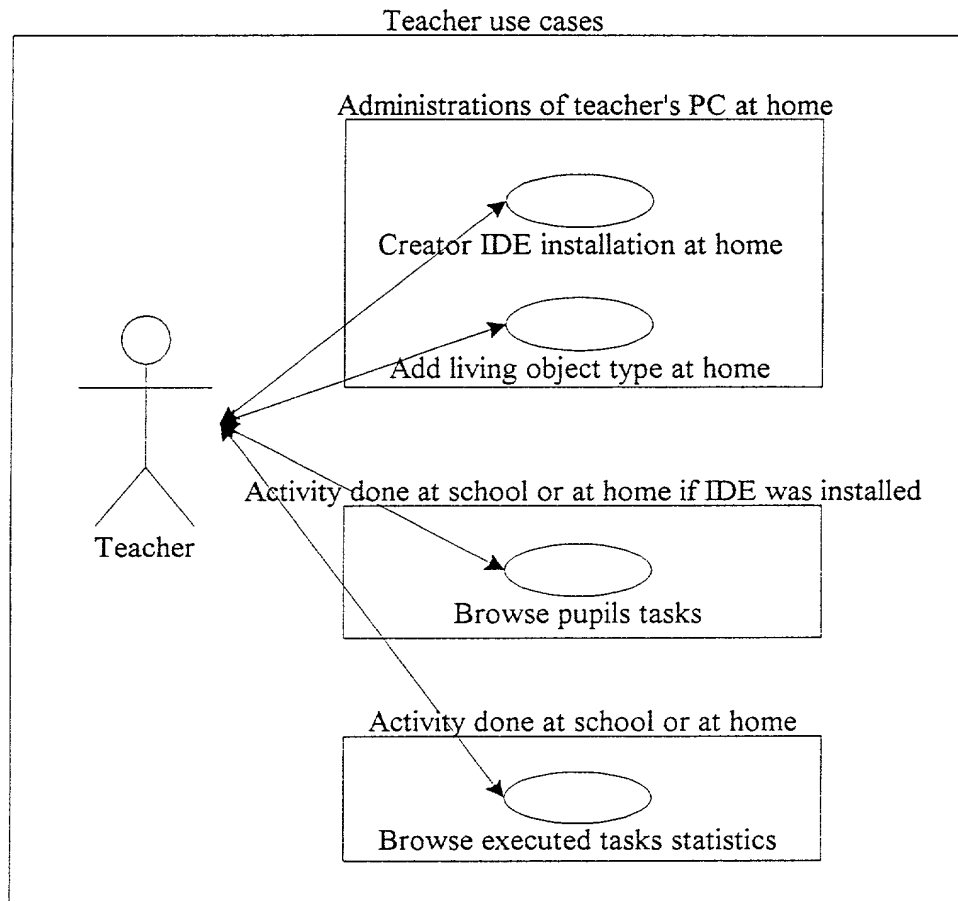 Teacher use cases
Administrations of teacher's PC at home
Creator IDE installation at home
Add living object type at home
Teacher
Activity done at school or at home if IDE was installed
Browse pupils tasks
Activity done at school or at home
Browse executed tasks statistics